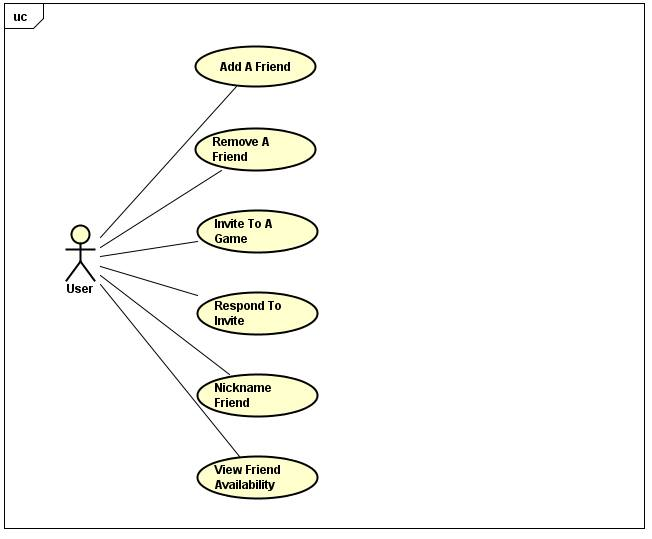 uc
Add A Friend
Remove A
Friend
Invite To A
Game
User
Respond To
Invite
Nickname
Friend
View Friend
Availability